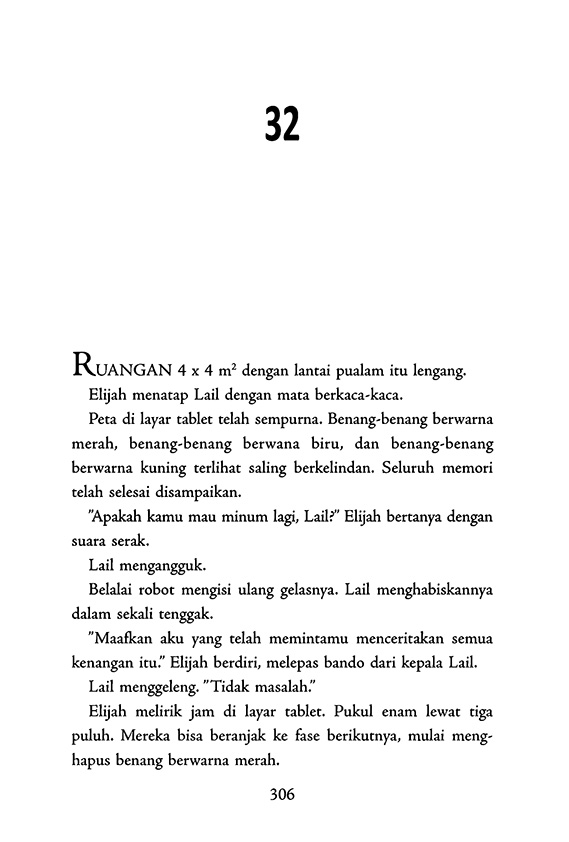 32
RUANGAN 4 x 4 m² dengan lantai pualam itu lengang.
Elijah menatap Lail dengan mata berkaca-kaca.
Peta di layar tablet telah sempurna. Benang-benang berwarna
merah, benang-benang berwana biru, dan benang-benang
berwarna kuning terlihat saling berkelindan. Seluruh memori
telah selesai disampaikan.
”Apakah kamu mau minum lagi, Lail?” Elijah bertanya dengan
suara serak.
Lail mengangguk.
Belalai robot mengisi ulang gelasnya. Lail menghabiskannya
dalam sekali tenggak.
”Maafkan aku yang telah memintamu menceritakan semua
kenangan itu.” Elijah berdiri, melepas bando dari kepala Lail.
Lail menggeleng. ”Tidak masalah.”
Elijah melirik jam di layar tablet. Pukul enam lewat tiga
puluh. Mereka bisa beranjak ke fase berikutnya, mulai meng-
hapus benang berwarna merah.
306